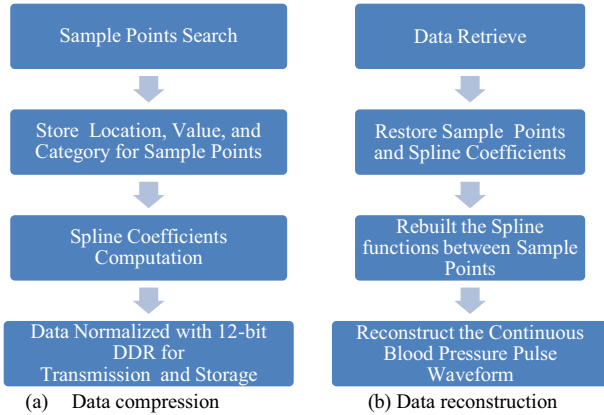 Sample Points Search
Store Location, Value, and
Category for Sample Points
Spline Coefficients
Computation
Data Normalized with 12-bit
DDR for
Transmission and Storage
(a) Data compression
Data Retrieve
Restore Sample Points
and Spline Coefficients
Rebuilt the Spline
functions between Sample
Points
Reconstruct the Continuous
Blood Pressure Pulse
Waveform
(b) Data reconstruction